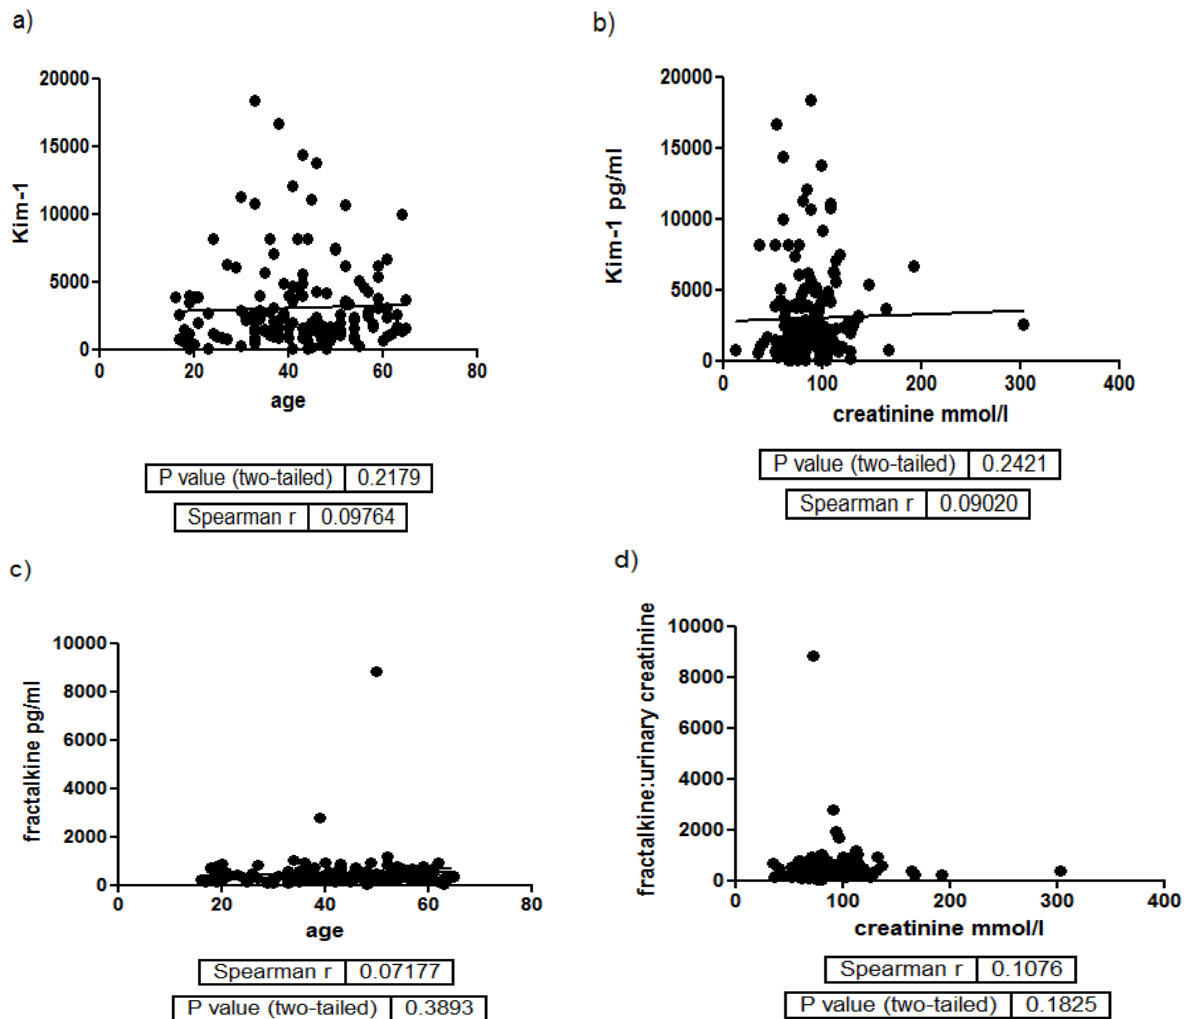 a)
20000
15000
10000
5000
0
Kim-1
0 20 40 60 80
age
P value (two-tailed) 0.2179
Spearman r 0.09764
b)
20000
15000
10000
5000
0
Kim-1 pg/ml
0 100 200 300 400
creatinine mmol/l
P value (two-tailed) 0.2421
Spearman r 0.09020
c)
10000
8000
6000
4000
2000
0
fractalkine pg/ml
0 20 40 60 80
age
Spearman r 0.07177
P value (two-tailed) 0.3893
d)
10000
8000
6000
4000
2000
0
fractalkine:urinary creatinine
0 100 200 300 400
creatinine mmol/l
Spearman r 0.1076
P value (two-tailed) 0.1825